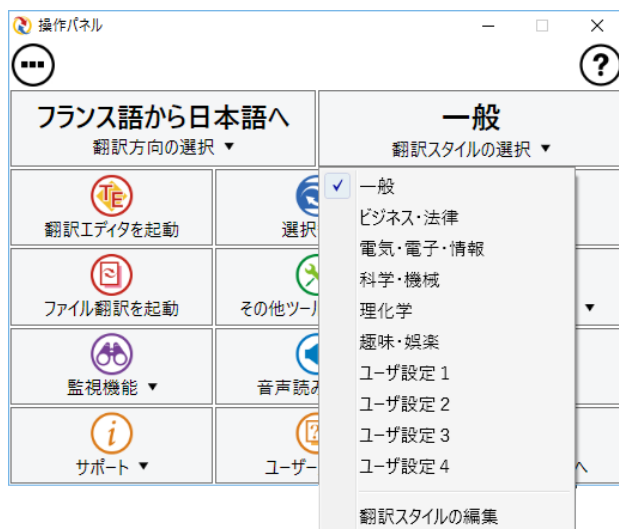 操作パネル
フランス語から日本語へ
翻訳方向の選択 ▼
一般
翻訳スタイルの選択 ▼
翻訳エディタを起動
選択
ファイル翻訳を起動
その他ツール
監視機能 ▼
音声読み
サポート ▼
ユーザー
✓ 一般
ビジネス・法律
電気・電子・情報
科学・機械
理化学
趣味・娯楽
ユーザ設定 1
ユーザ設定 2
ユーザ設定 3
ユーザ設定 4
翻訳スタイルの編集
▼
へ